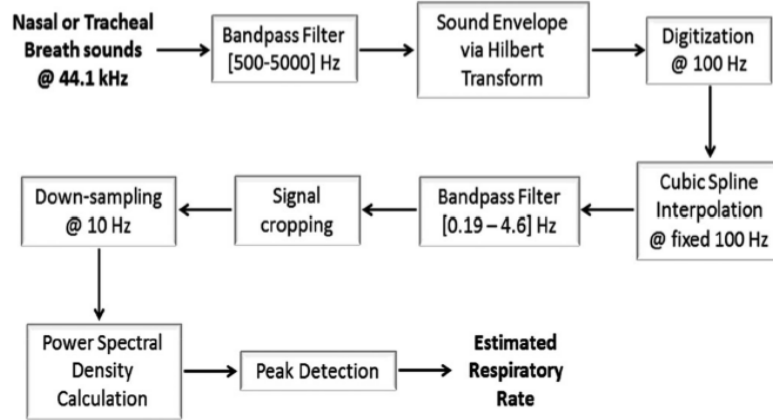 Nasal or Tracheal
Breath sounds
@ 44.1 kHz
Bandpass Filter
[500-5000] Hz
Sound Envelope
via Hilbert
Transform
Digitization
@ 100 Hz
Cubic Spline
Interpolation
@ fixed 100 Hz
Bandpass Filter
[0.19 – 4.6] Hz
Signal
cropping
Down-sampling
@ 10 Hz
Power Spectral
Density
Calculation
Peak Detection
Estimated
Respiratory
Rate